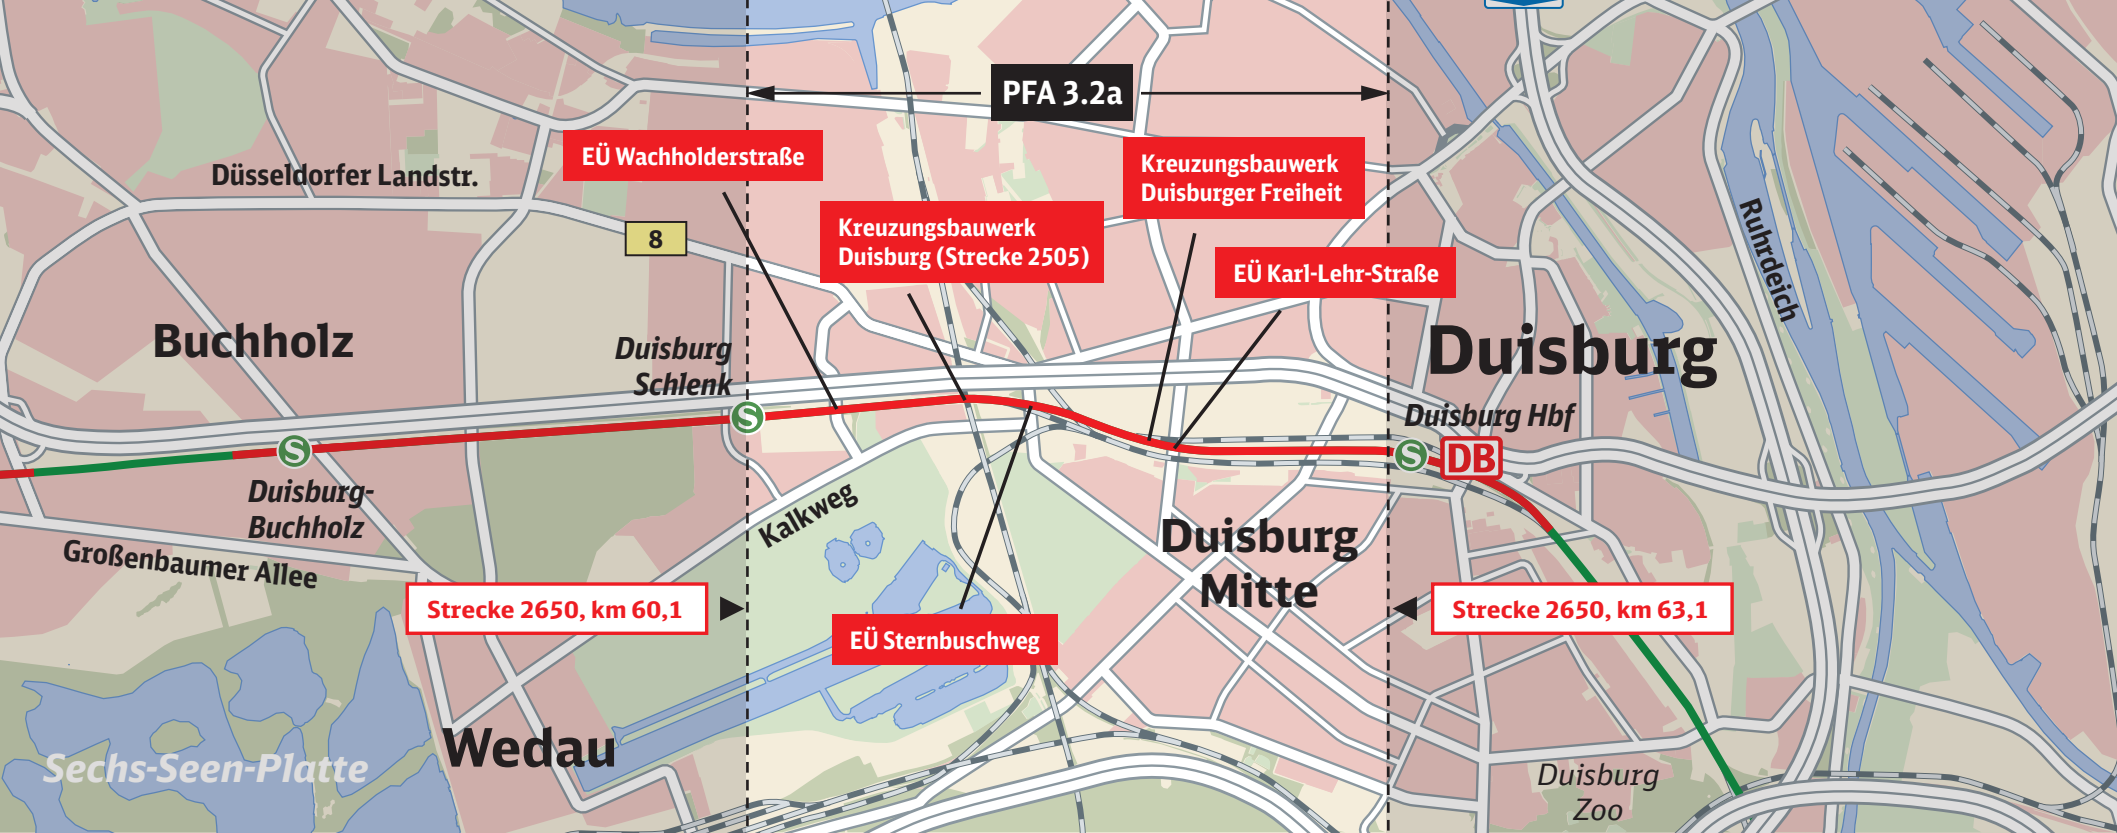 PFA 3.2a
EÜ Wachholderstraße
Kreuzungsbauwerk
Duisburger Freiheit
Düsseldorfer Landstr.
Kreuzungsbauwerk
Duisburg (Strecke 2505)
8
EÜ Karl-Lehr-Straße
Ruhrdeich
Buchholz
Duisburg
Schlenk
Duisburg
Duisburg Hbf
S
S
S
DB
Duisburg-
Buchholz
Kalkweg
Großenbaumer Allee
Duisburg
Mitte
Strecke 2650, km 60,1
Strecke 2650, km 63,1
EÜ Sternbuschweg
Wedau
Sechs-Seen-Platte
Duisburg
Zoo